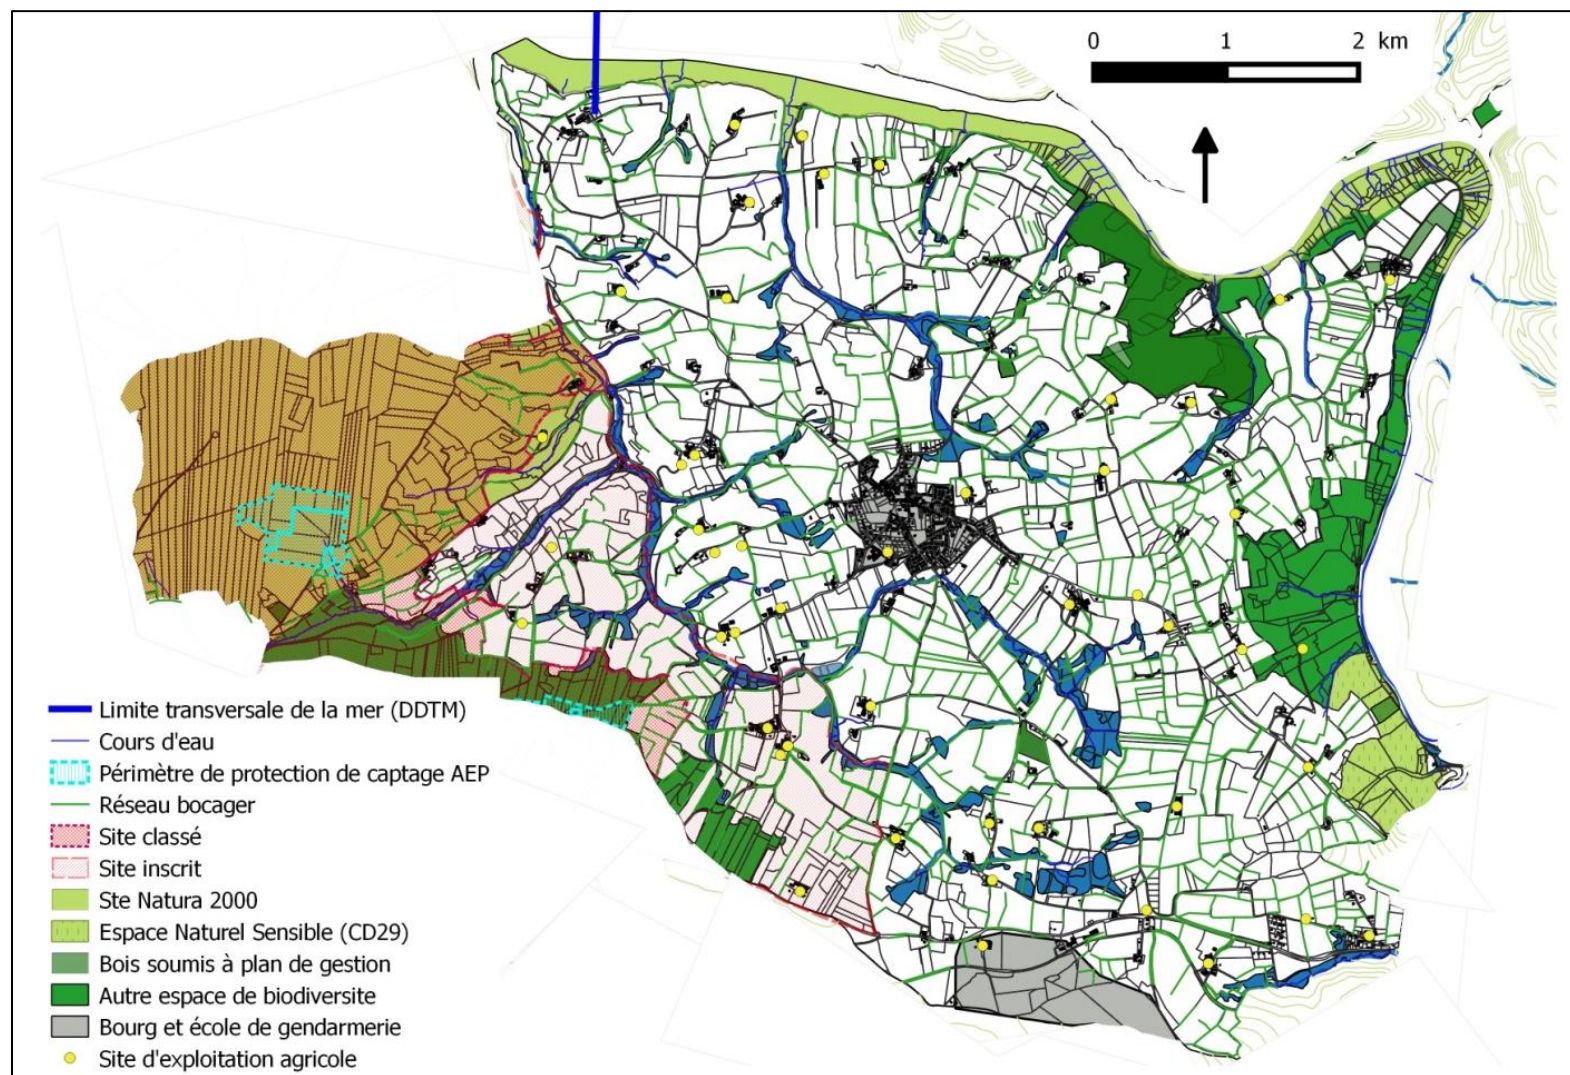 0 1 2 km
Limite transversale de la mer (DDTM)
Cours d'eau
Périmètre de protection de captage AEP
Réseau bocager
Site classé
Site inscrit
Ste Natura 2000
Espace Naturel Sensible (CD29)
Bois soumis à plan de gestion
Autre espace de biodiversite
Bourg et école de gendarmerie
Site d'exploitation agricole